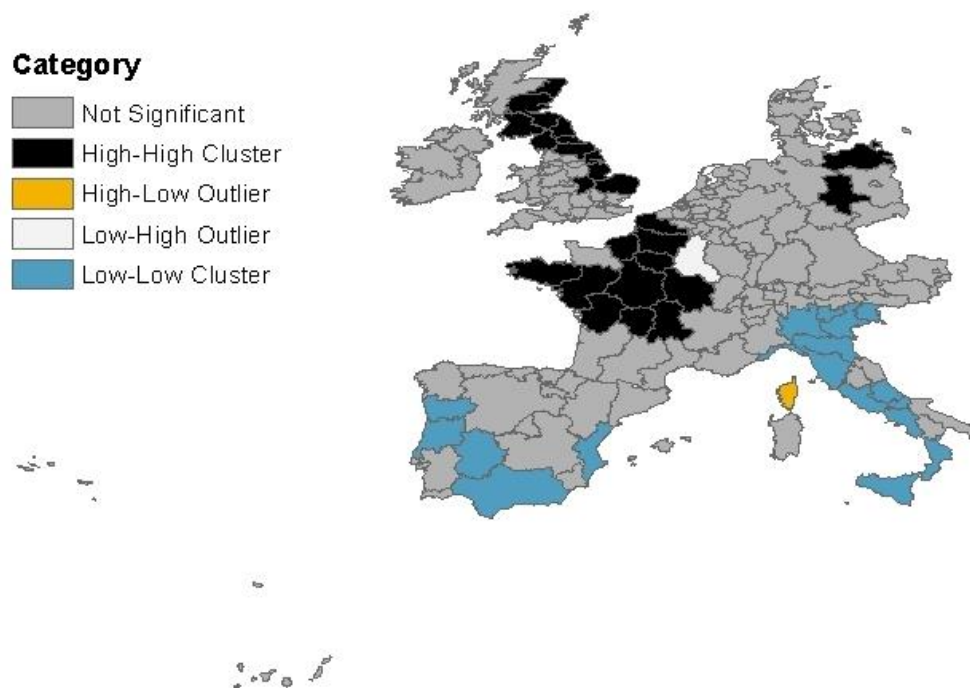 Category
Not Significant
High-High Cluster
High-Low Outlier
Low-High Outlier
Low-Low Cluster